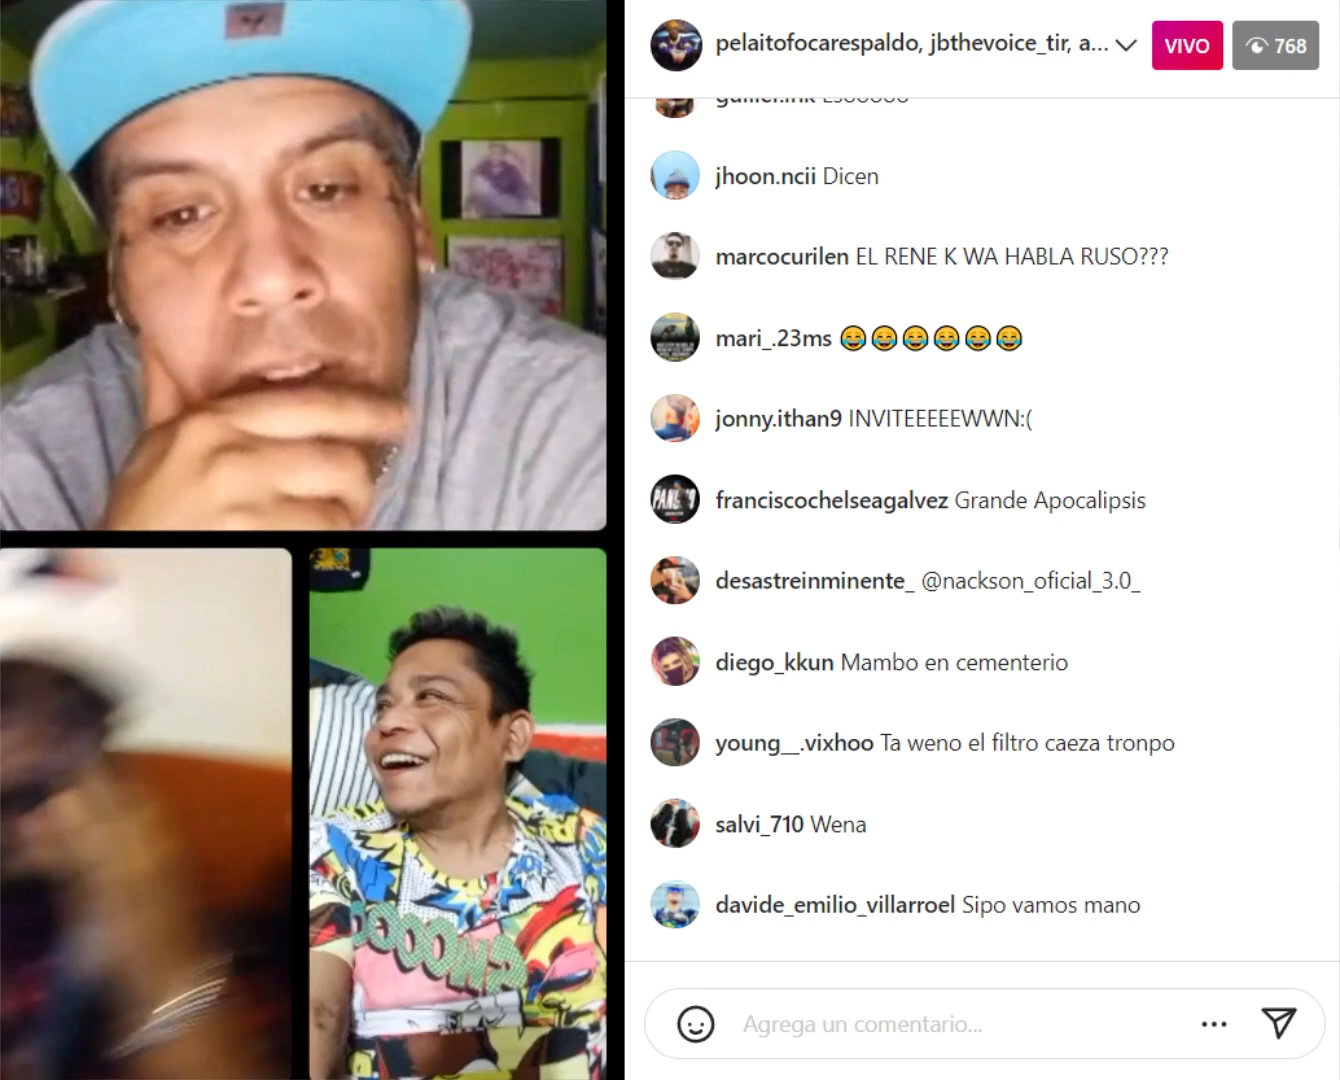 pelaitofocarespaldo, jbthevoice_tir, a...
VIVO
768
jhoon.ncii Dicen
marcocurilen EL RENE K WA HABLA RUSO???
mari_.23ms 😂😂😂😂😂😂
jonny.ithan9 INVITEEEEEWWN:(
franciscochelseagalvez Grande Apocalipsis
desastreinminente_ @nackson_oficial_3.0_
diego_kkun Mambo en cementerio
young__.vixhoo Ta weno el filtro caeza tronpo
salvi_710 Wena
davide_emilio_villarroel Sipo vamos mano
Agrega un comentario...